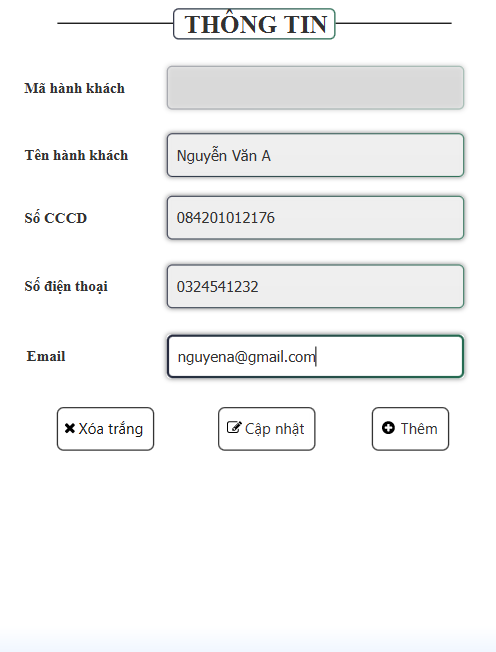 THÔNG TIN
Mã hành khách
Tên hành khách
Nguyễn Văn A
Số CCCD
084201012176
Số điện thoại
0324541232
Email
nguyena@gmail.com
Xóa trắng
Cập nhật
Thêm